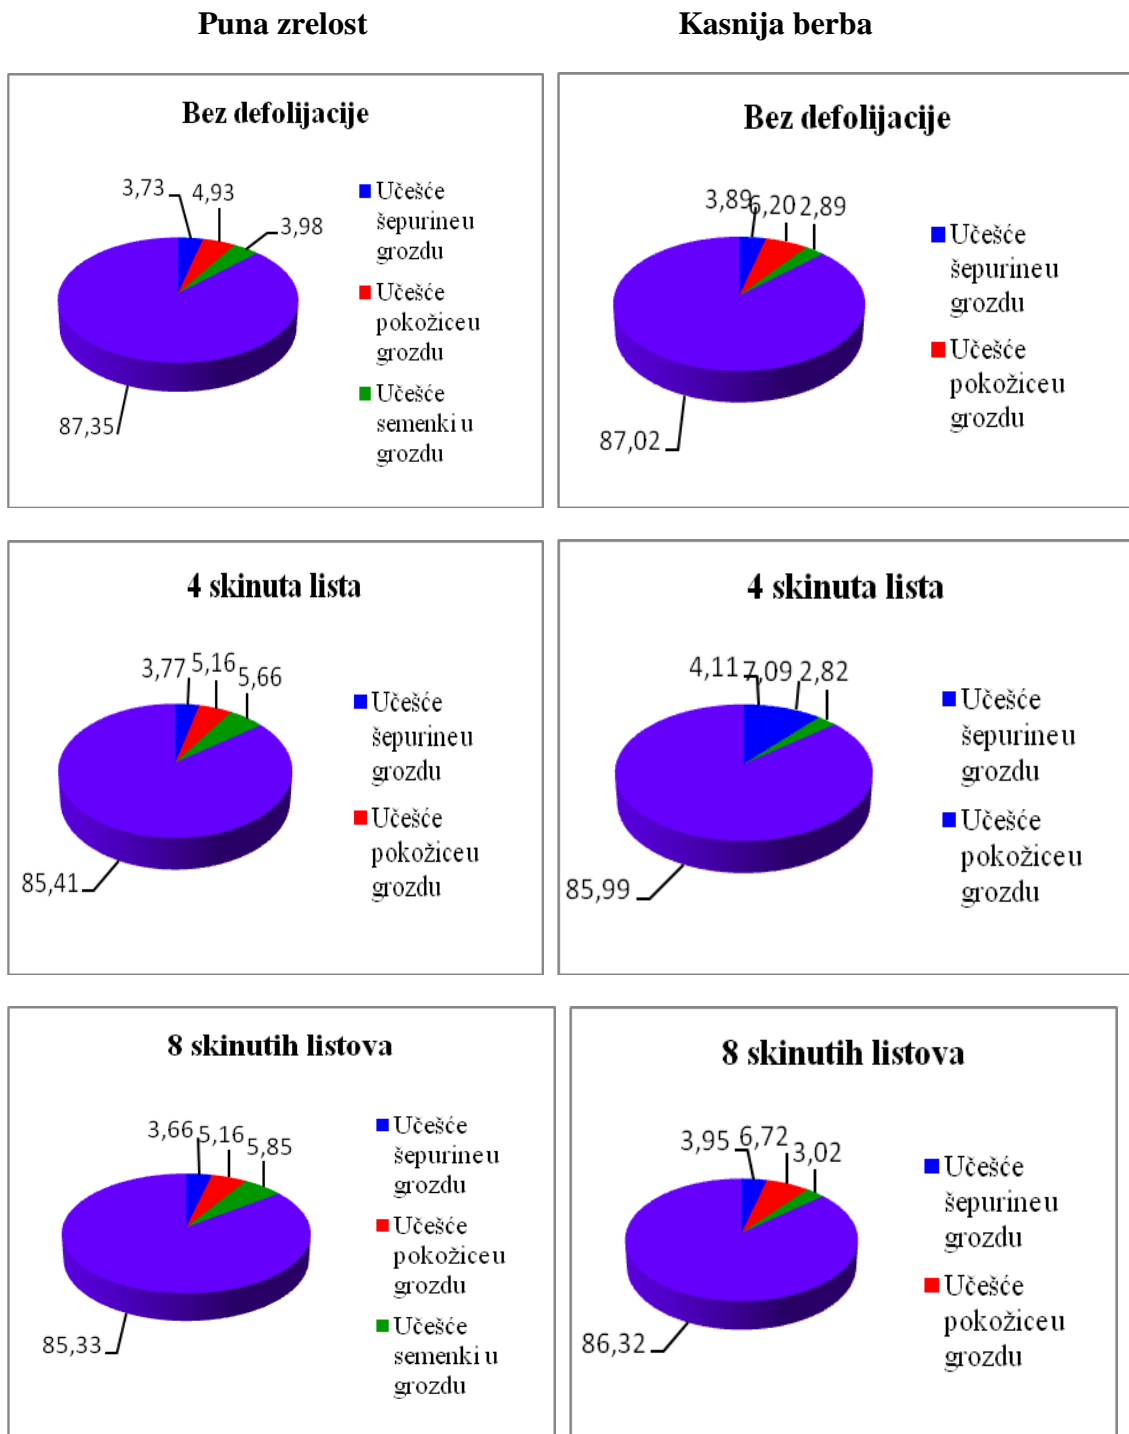 Puna zrelost
Kasnija berba
Bez defolijacije
3,73
4,93
3,98
87,35
Učešće
šepurine u
grozdu
Učešće
pokožice u
grozdu
Učešće
semenki u
grozdu
Bez defolijacije
3,89
6,20
2,89
87,02
Učešće
šepurine u
grozdu
Učešće
pokožice u
grozdu
4 skinuta lista
3,77
5,16
5,66
85,41
Učešće
šepurine u
grozdu
Učešće
pokožice u
grozdu
4 skinuta lista
4,11
7,09
2,82
85,99
Učešće
šepurine u
grozdu
Učešće
pokožice u
grozdu
8 skinutih listova
3,66
5,16
5,85
85,33
Učešće
šepurine u
grozdu
Učešće
pokožice u
grozdu
Učešće
semenki u
grozdu
8 skinutih listova
3,95
6,72
3,02
86,32
Učešće
šepurine u
grozdu
Učešće
pokožice u
grozdu